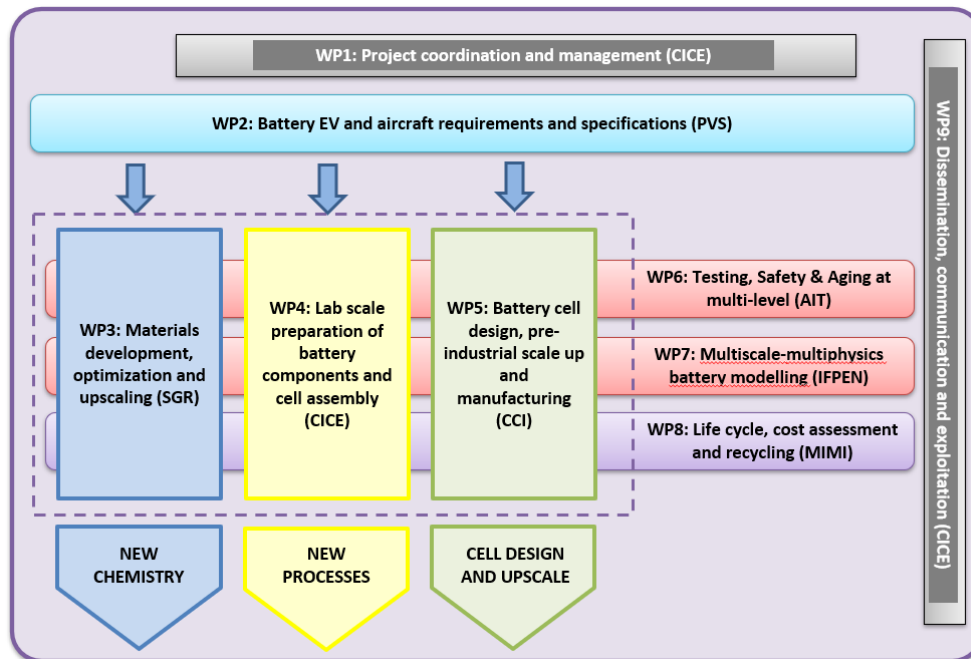 WP1: Project coordination and management (CICE)
WP2: Battery EV and aircraft requirements and specifications (PVS)
WP3: Materials
development,
optimization and
upscaling (SGR)
WP4: Lab scale
preparation of
battery
components and
cell assembly
(CICE)
WP5: Battery cell
design, pre-
industrial scale up
and
manufacturing
(CCI)
WP6: Testing, Safety & Aging at
multi-level (AIT)
WP7: Multiscale-multiphysics
battery modelling (IFPEN)
WP8: Life cycle, cost assessment
and recycling (MIMI)
WP9: Dissemination, communication and exploitation (CICE)
NEW
CHEMISTRY
NEW
PROCESSES
CELL DESIGN
AND UPSCALE